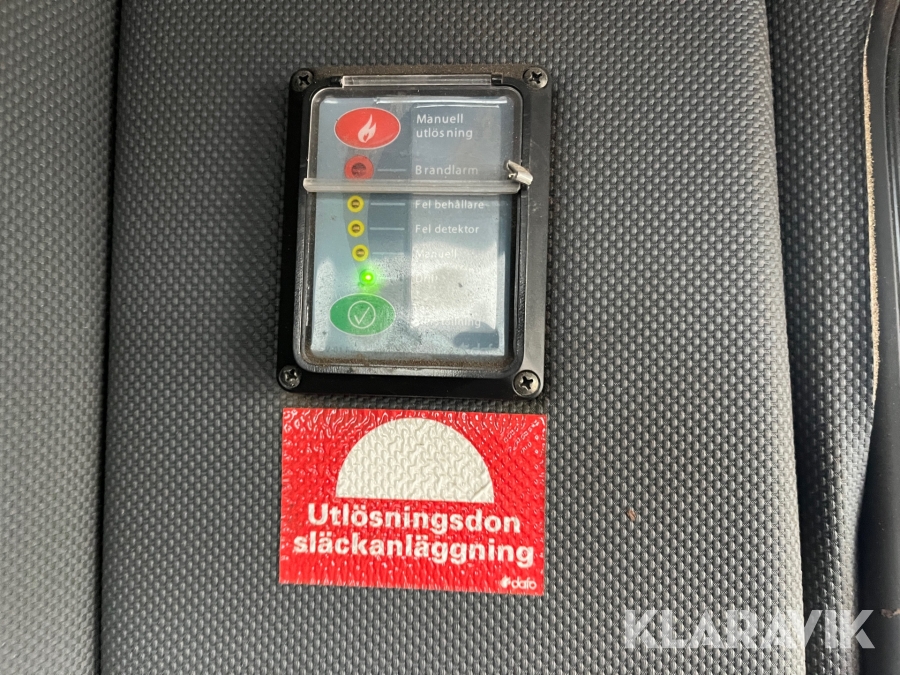 Manuell
utlösning
Brandlarm
Fel behållare
Fel detektor
Manuell
Utlösningsdon
släckanläggning
dafo
KLARAVIK